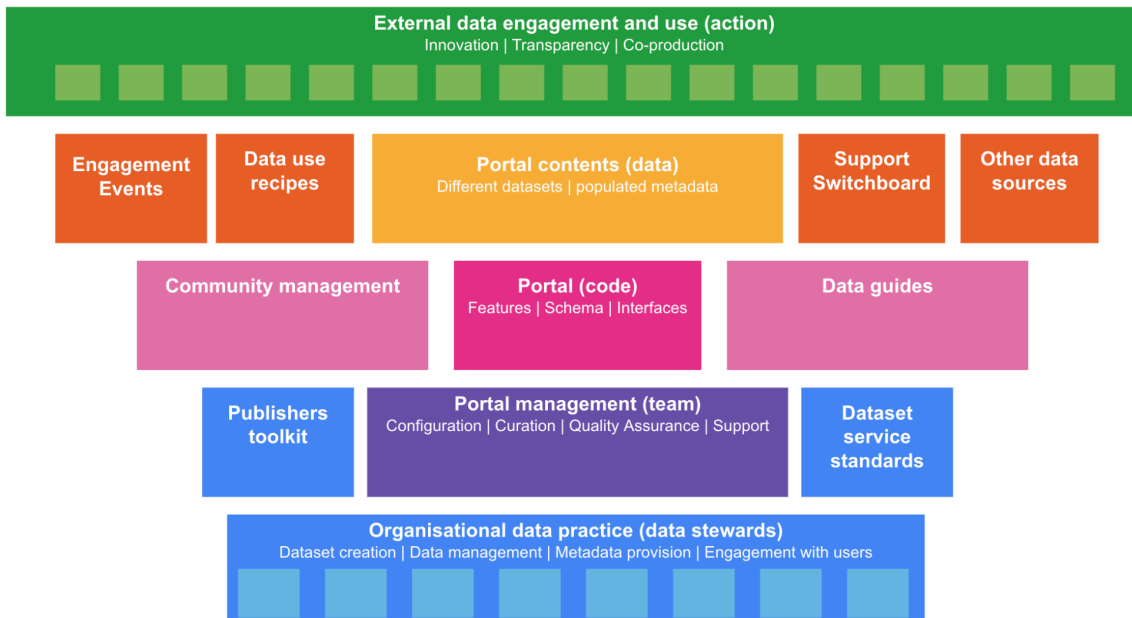 External data engagement and use (action)
Innovation | Transparency | Co-production
Engagement
Events
Data use
recipes
Portal contents (data)
Different datasets | populated metadata
Support
Switchboard
Other data
sources
Community management
Portal (code)
Features | Schema | Interfaces
Data guides
Publishers
toolkit
Portal management (team)
Configuration | Curation | Quality Assurance | Support
Dataset
service
standards
Organisational data practice (data stewards)
Dataset creation | Data management | Metadata provision | Engagement with users